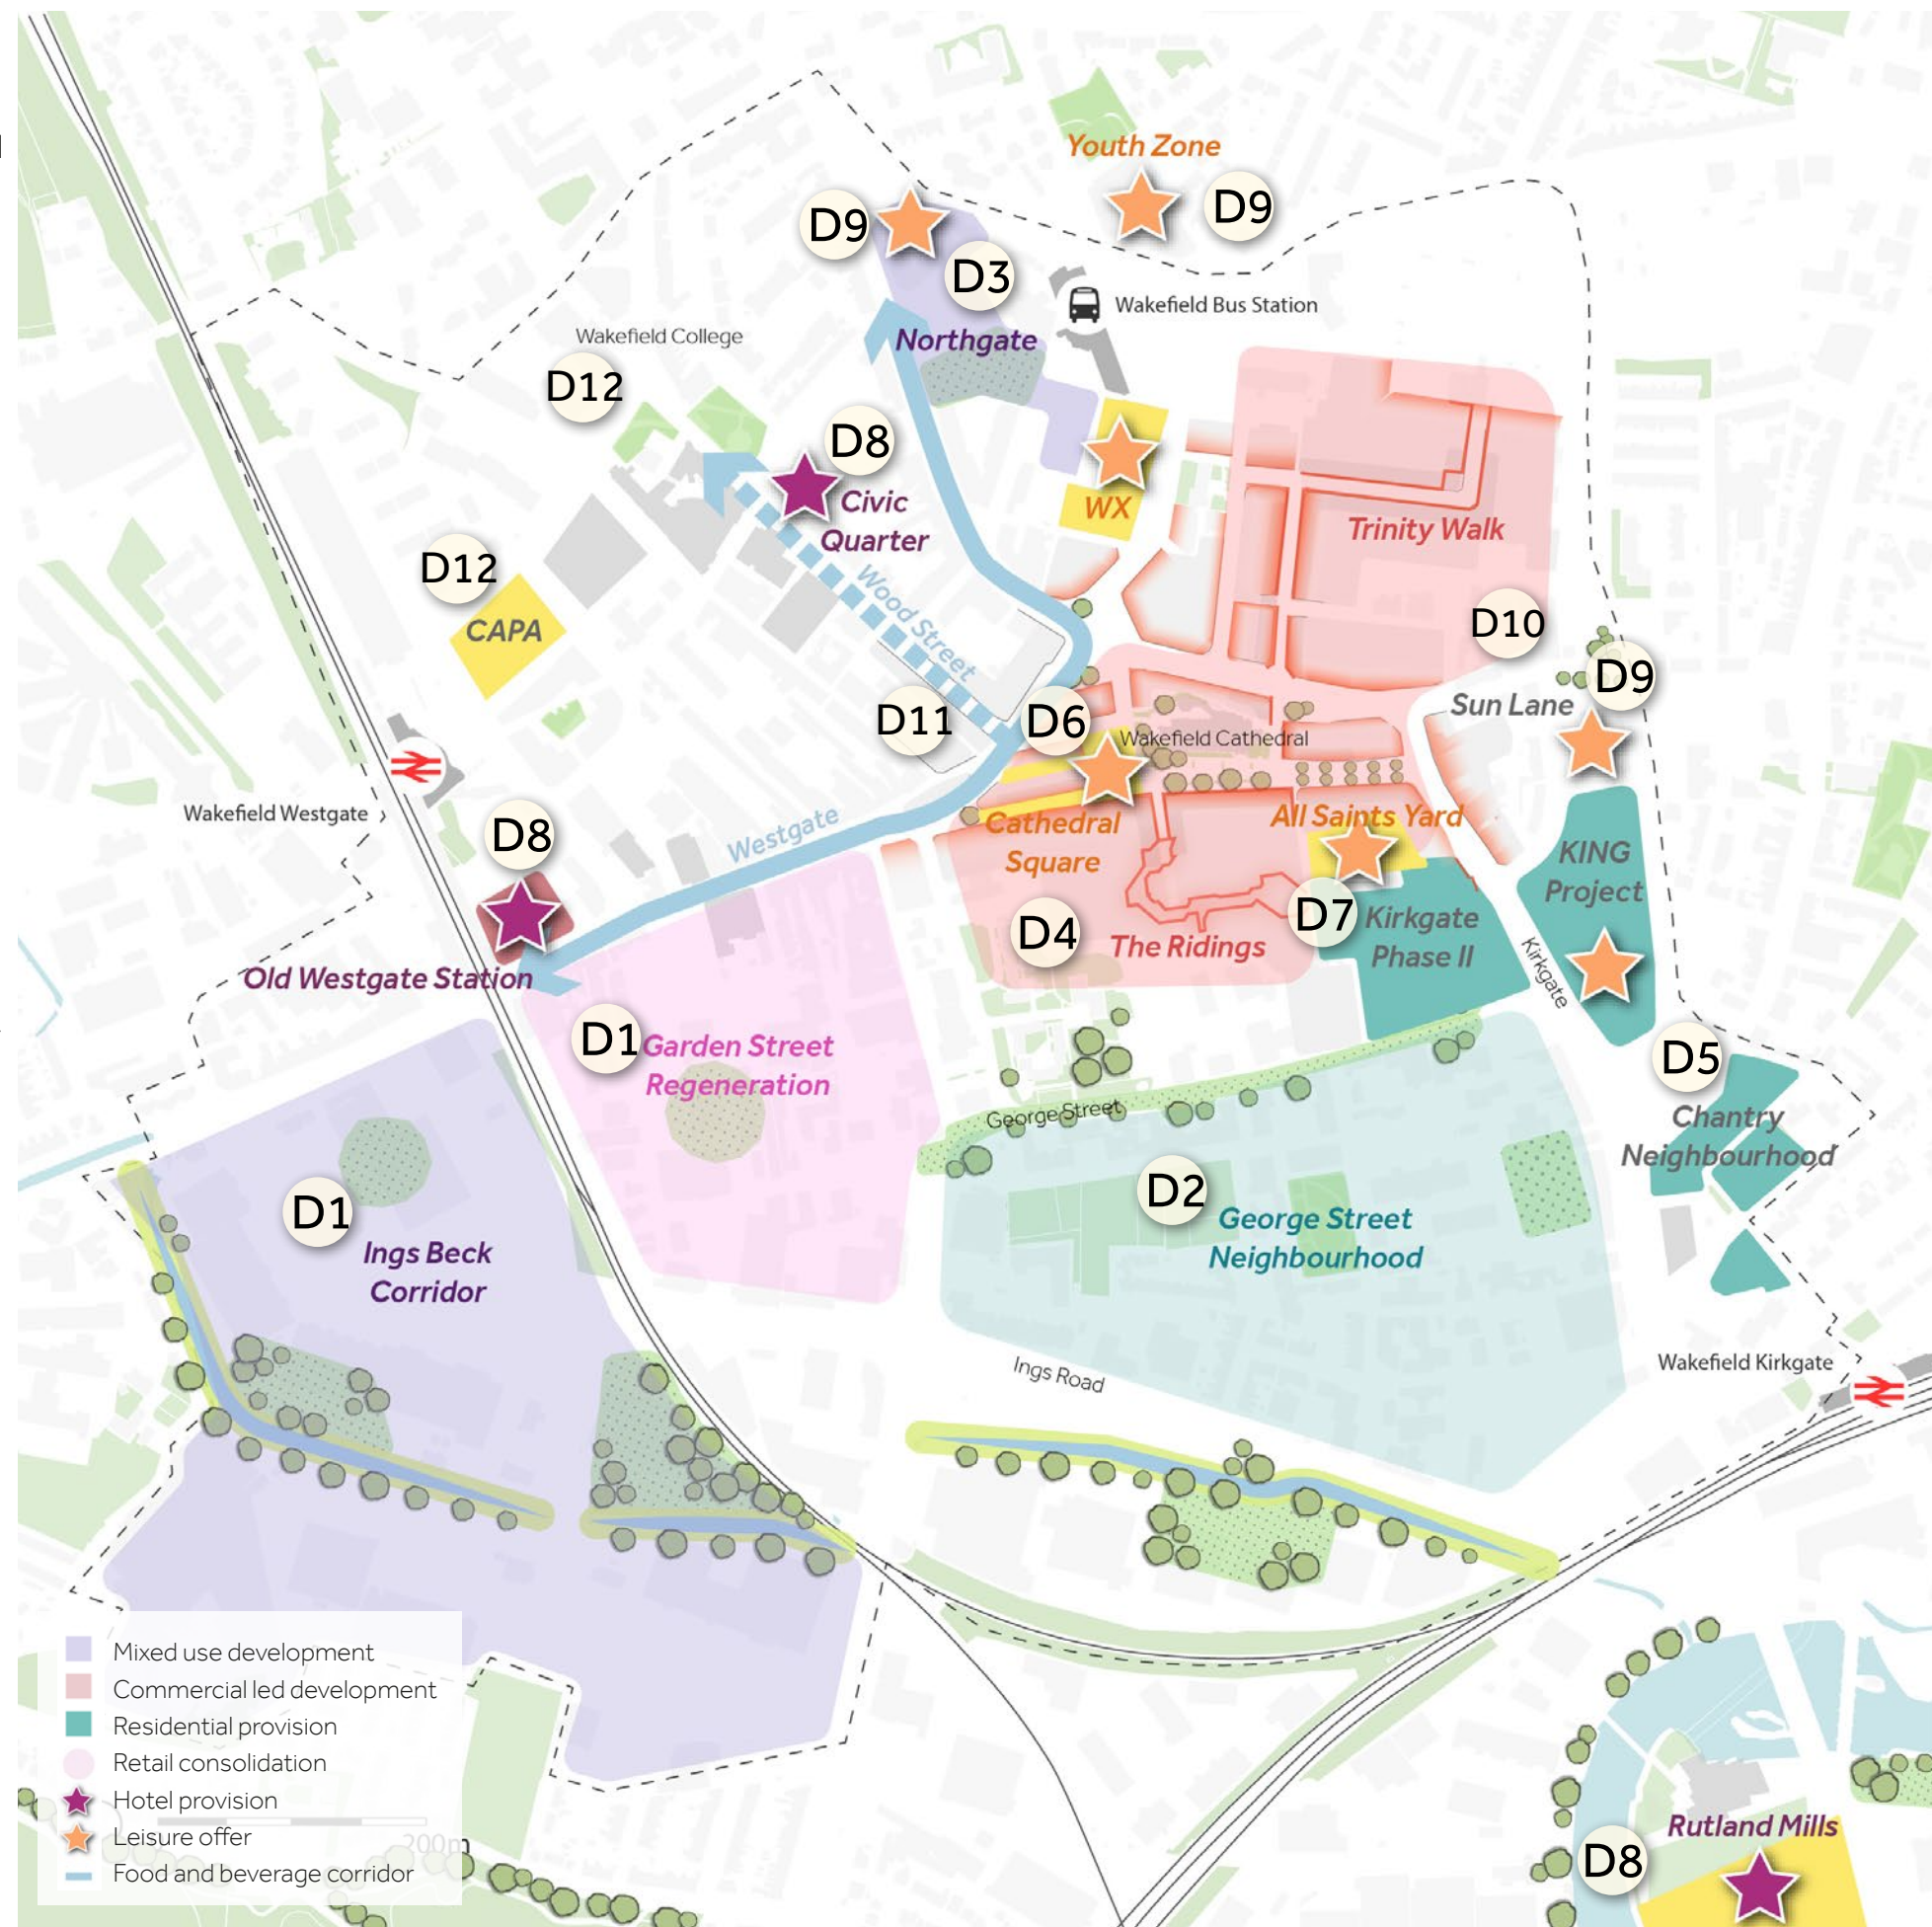 Youth Zone
D9
D9
D3
Wakefield Bus Station
Northgate
Wakefield College
D12
D8
Civic
Quarter
WX
Trinity Walk
D12
CAPA
Wood Street
D10
D9
Sun Lane
D11
D6
Wakefield Cathedral
Wakefield Westgate
D8
Westgate
Cathedral
Square
All Saints Yard
KING
Project
D4
The Ridings
D7
Kirkgate
Phase II
Kirkgate
Old Westgate Station
D1
Garden Street
Regeneration
D5
Chantry
Neighbourhood
George Street
D1
Ings Beck
Corridor
D2
George Street
Neighbourhood
Ings Road
Wakefield Kirkgate
Mixed use development
Commercial led development
Residential provision
Retail consolidation
Hotel provision
Leisure offer
Food and beverage corridor
200m
Rutland Mills
D8